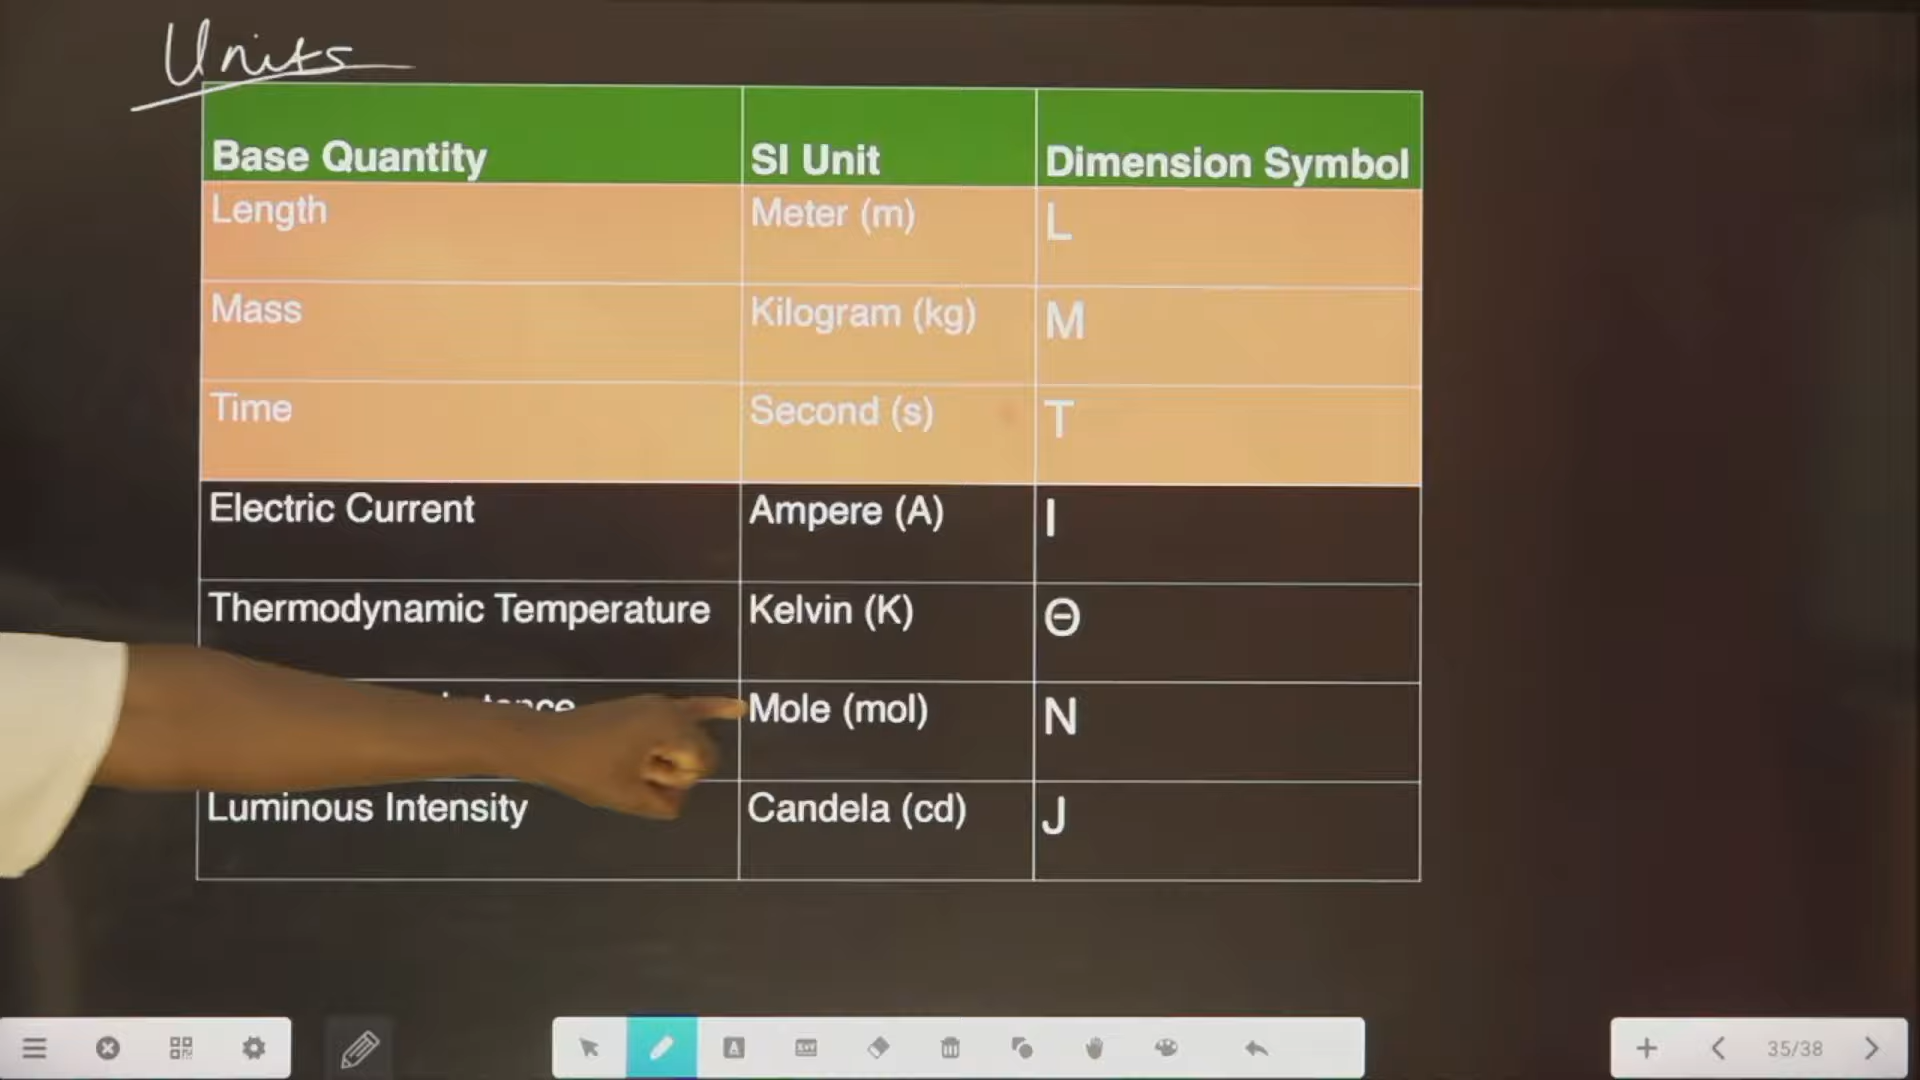 Units
Base Quantity SI Unit Dimension Symbol
Length Meter (m) L
Mass Kilogram (kg) M
Time Second (s) T
Electric Current Ampere (A) I
Thermodynamic Temperature Kelvin (K) Θ
Mole (mol) N
Luminous Intensity Candela (cd) J
35/38